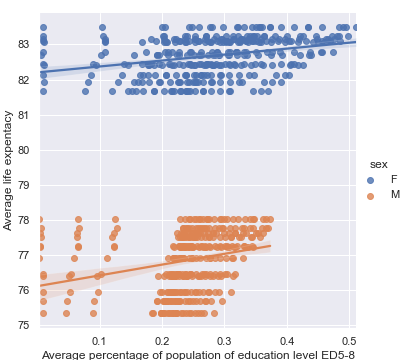 83
82
81
80
79
78
77
76
75
0.1
0.2
0.3
0.4
0.5
Average life expentacy
Average percentage of population of education level ED5-8
sex
F
M